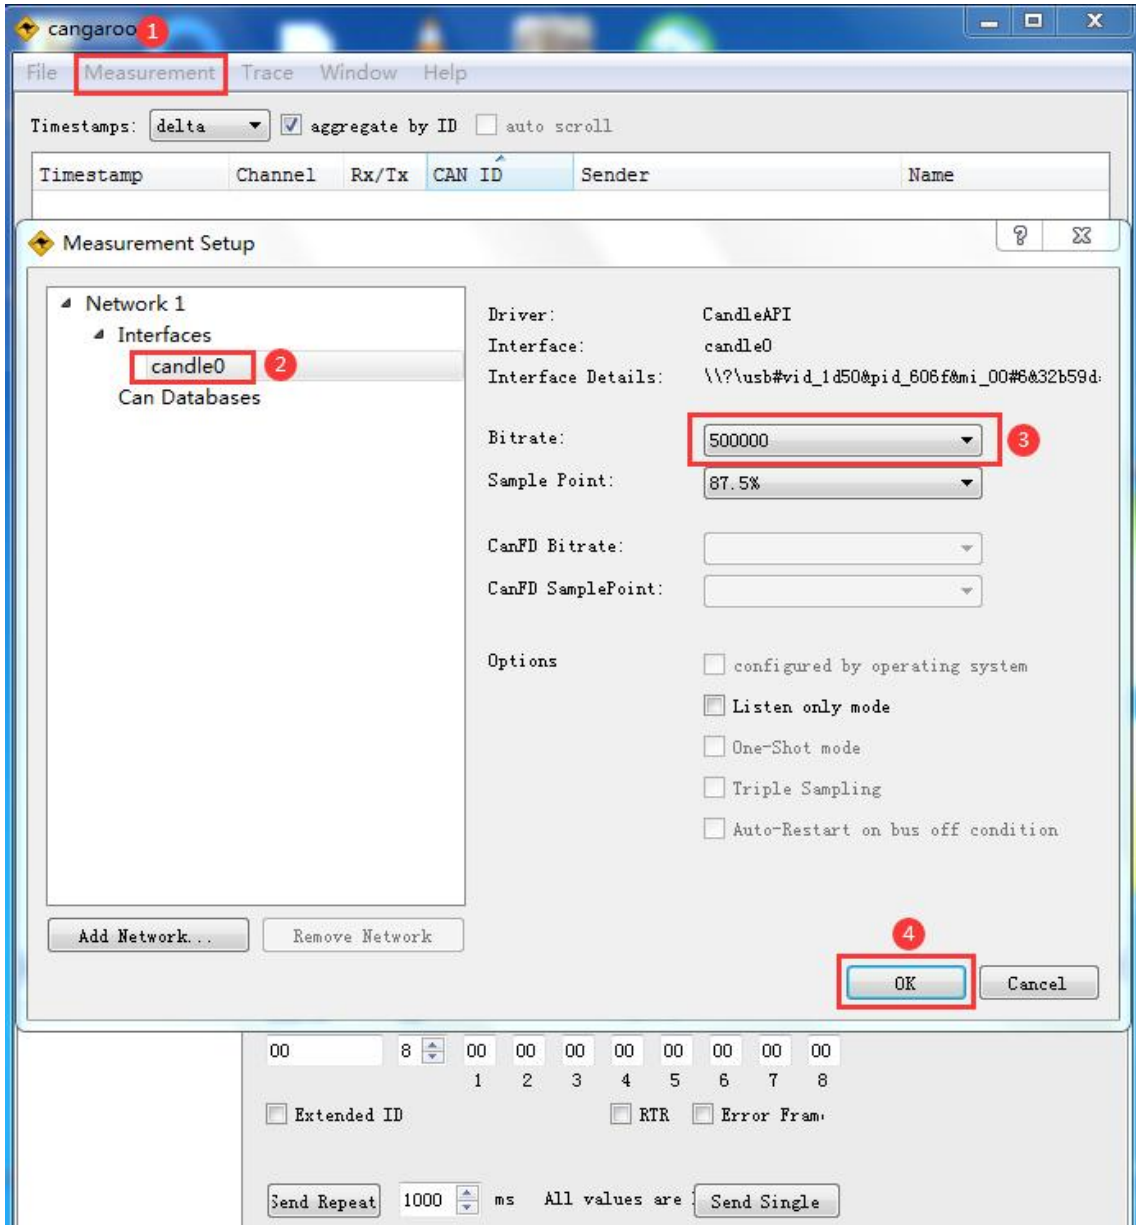 cangaroo 1
File Measurement Trace Window Help
Timestamps: delta aggregate by ID auto scroll
Timestamp Channel Rx/Tx CAN ID Sender Name
Measurement Setup
Network 1
Interfaces
candle0 2
Can Databases
Driver: CandleAPI
Interface: candle0
Interface Details: \\?\usb#vid_1d50&pid_606f&mi_00#6&32b59d
Bitrate: 500000 3
Sample Point: 87.5%
CanFD Bitrate:
CanFD SamplePoint:
Options configured by operating system
Listen only mode
One-Shot mode
Triple Sampling
Auto-Restart on bus off condition
Add Network... Remove Network
4
OK Cancel
00 8 00 00 00 00 00 00 00 00
1 2 3 4 5 6 7 8
Extended ID RTR Error Fram
Send Repeat 1000 ms All values are Send Single